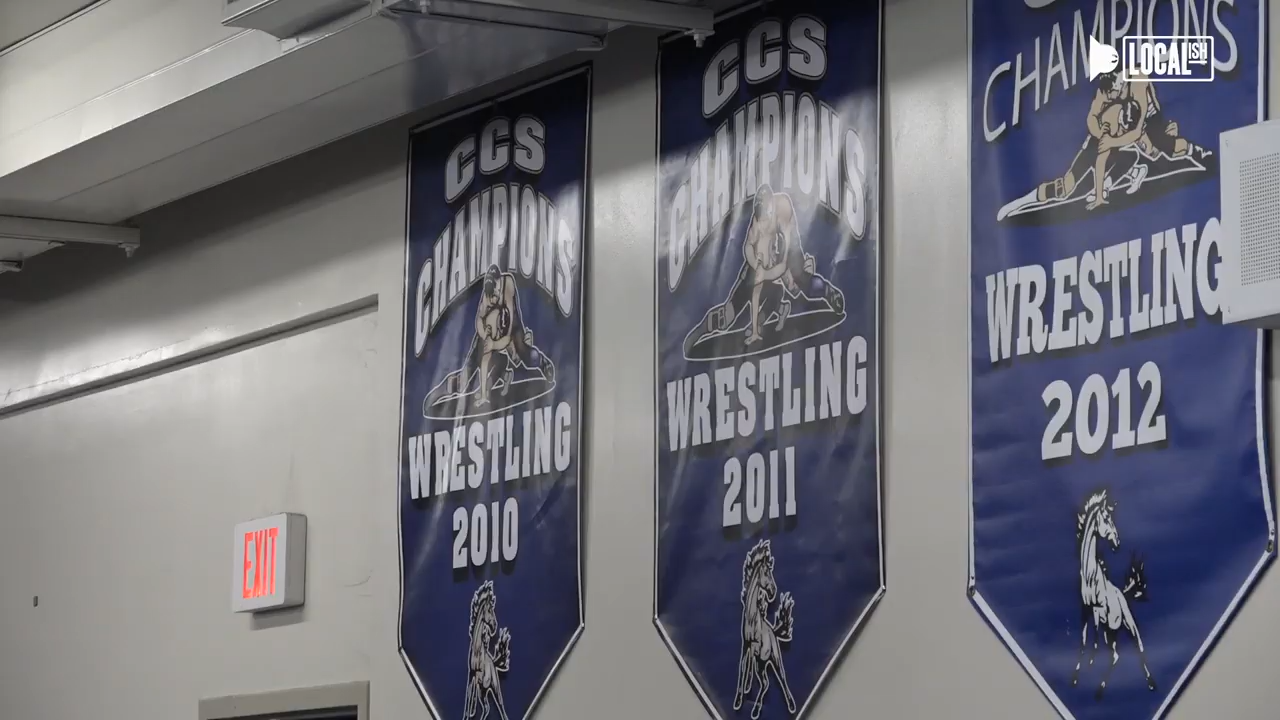 CCS
CHAMPIONS
WRESTLING
2010
CCS
CHAMPIONS
WRESTLING
2011
CHAMPIONS
WRESTLING
2012
EXIT
LOCALISH